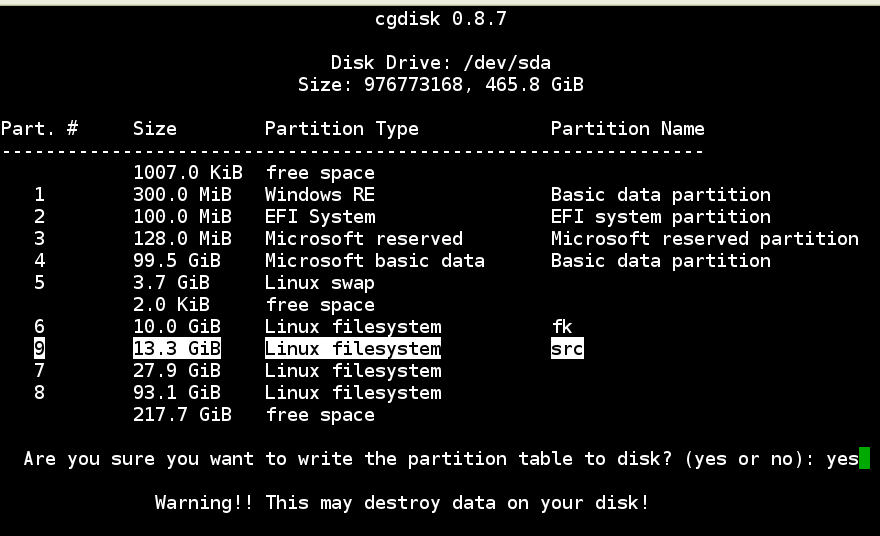 cgdisk 0.8.7
Disk Drive: /dev/sda
Size: 976773168, 465.8 GiB
Part. # Size Partition Type Partition Name
----------------------------------------------------------------
1007.0 KiB free space
1 300.0 MiB Windows RE Basic data partition
2 100.0 MiB EFI System EFI system partition
3 128.0 MiB Microsoft reserved Microsoft reserved partition
4 99.5 GiB Microsoft basic data Basic data partition
5 3.7 GiB Linux swap
2.0 KiB free space
6 10.0 GiB Linux filesystem fk
9 13.3 GiB Linux filesystem src
7 27.9 GiB Linux filesystem
8 93.1 GiB Linux filesystem
217.7 GiB free space
Are you sure you want to write the partition table to disk? (yes or no): yes
Warning!! This may destroy data on your disk!